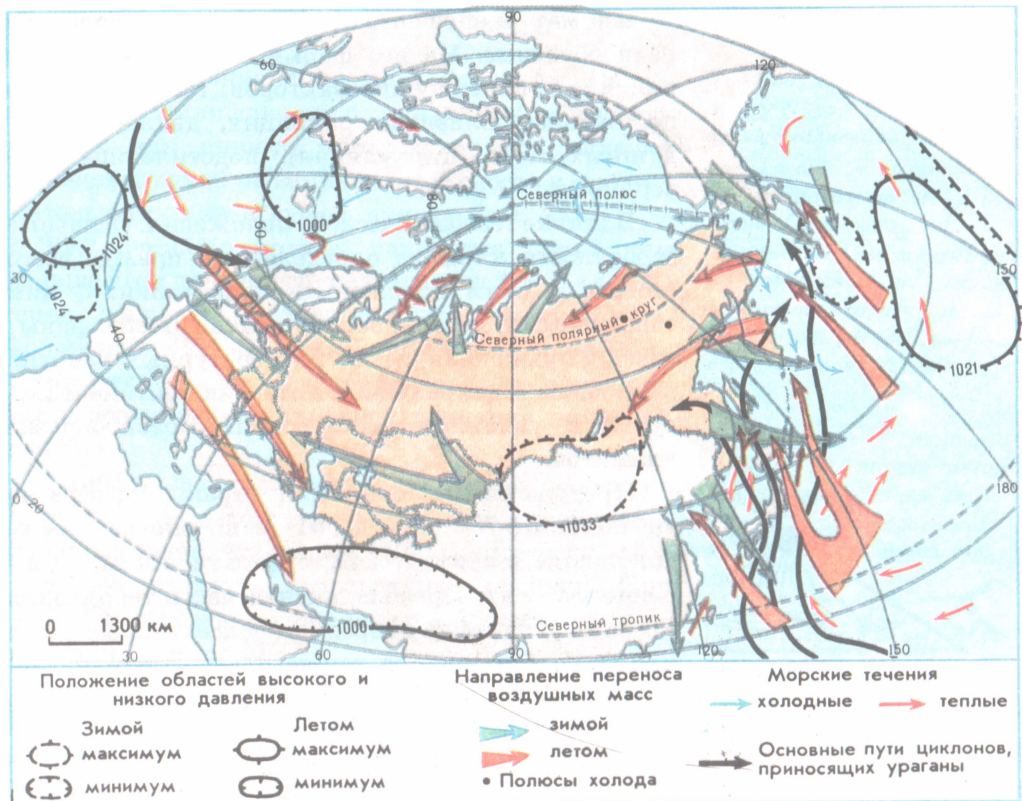 90
60
120
1000
Северный полюс
80
60
1024
1024
30
40
150
Северный полярный круг
1021
0
20
180
1033
1000
Северный тропик
0 1300 км
30
60
90
120
150
Положение областей высокого и
низкого давления
Зимой
максимум
минимум
Летом
максимум
минимум
Направление переноса
воздушных масс
зимой
летом
Полюсы холода
Морские течения
холодные
теплые
Основные пути циклонов,
приносящих ураганы